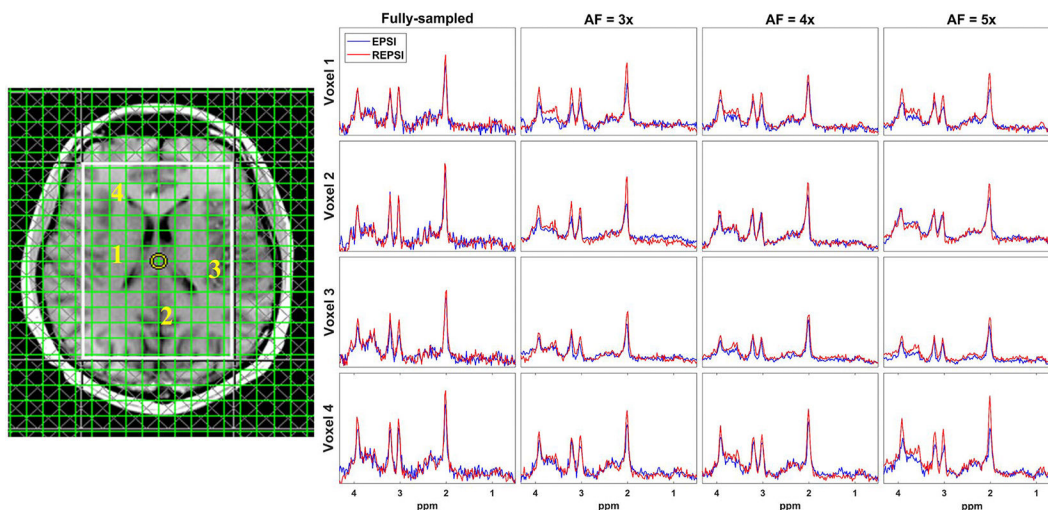 Fully-sampled AF = 3x AF = 4x AF = 5x
EPSI
REPSI
Voxel 1
Voxel 2
Voxel 3
Voxel 4
4
1
3
2
4 3 2 1 4 3 2 1 4 3 2 1 4 3 2 1
ppm ppm ppm ppm